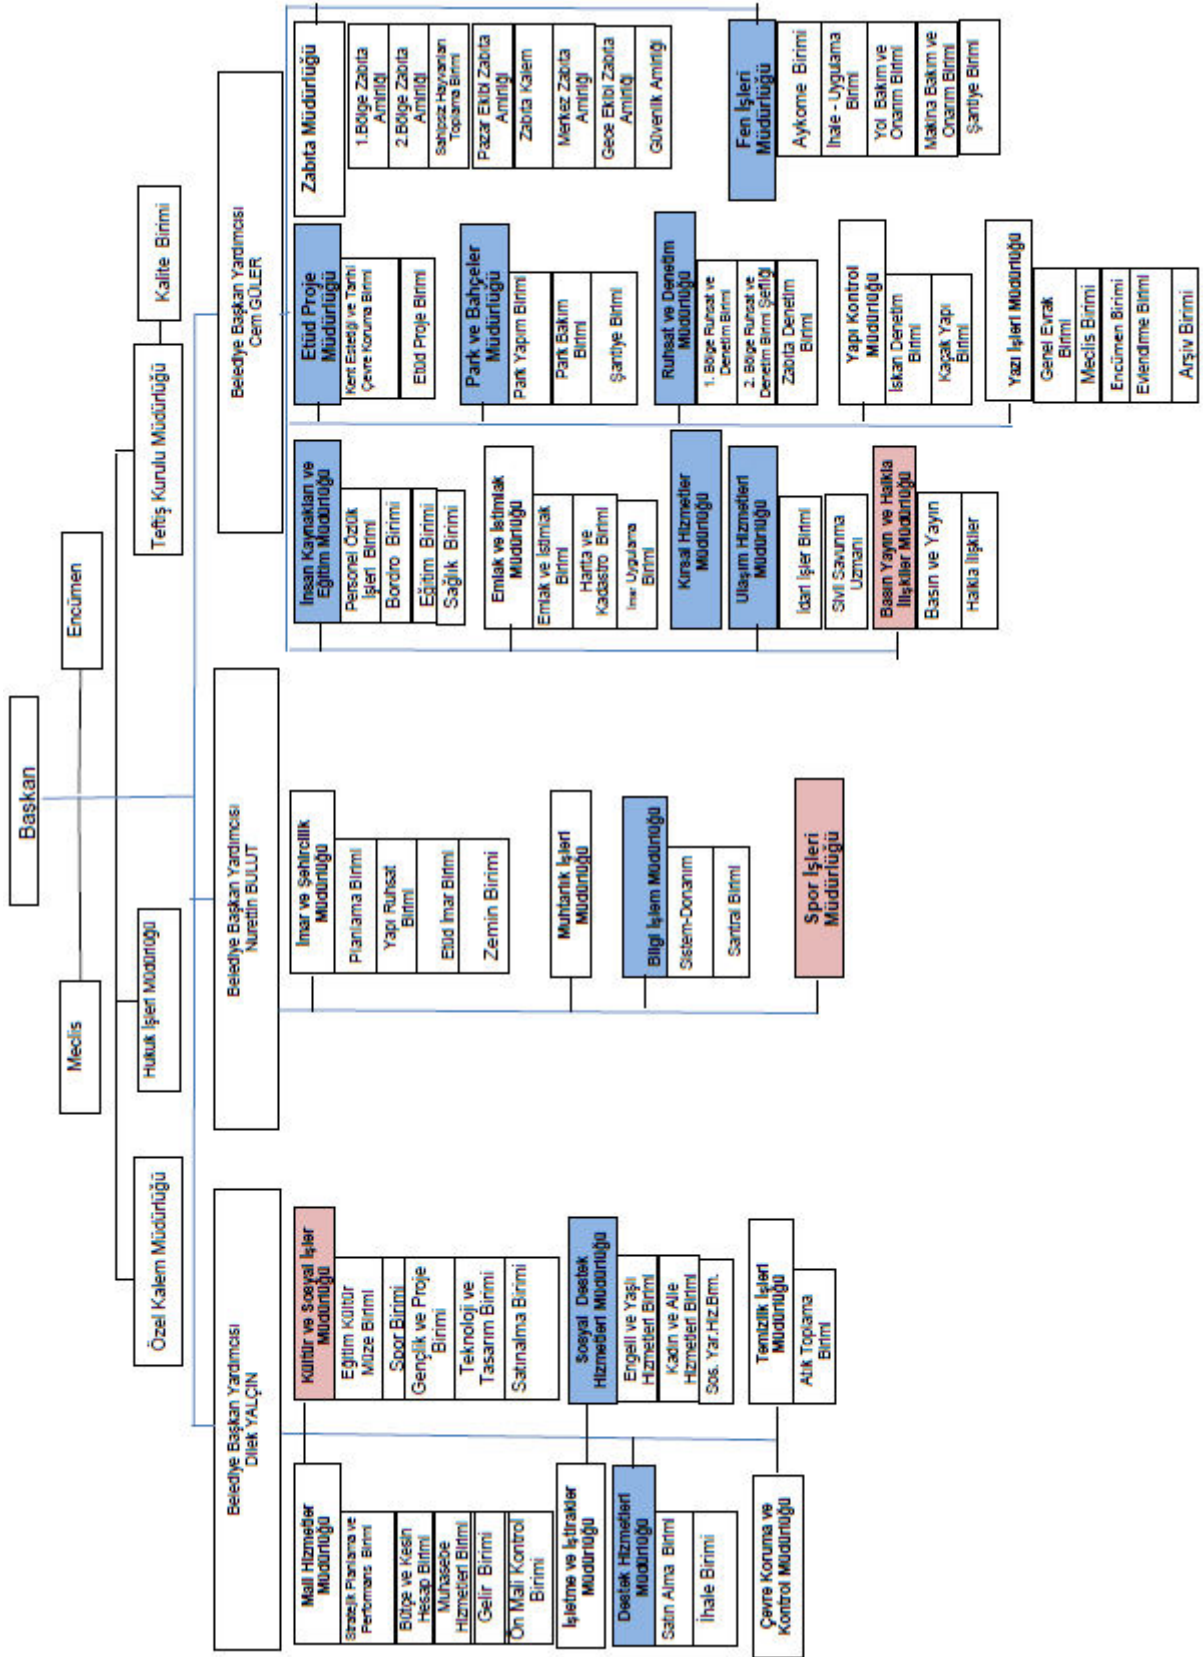 Başkan
Meclis
Encümen
Özel Kalem Müdürlüğü
Hukuk İşleri Müdürlüğü
Teftiş Kurulu Müdürlüğü
Kalite Birimi
Belediye Başkan Yardımcısı
Dilek YALÇIN
Belediye Başkan Yardımcısı
Nurettin BULUT
Belediye Başkan Yardımcısı
Cem GÜLER
Mali Hizmetler
Müdürlüğü
Stratejik Planlama ve
Performans Birimi
Bütçe ve Kesin
Hesap Birimi
Muhasebe
Hizmetleri Birimi
Gelir Birimi
Ön Mali Kontrol
Birimi
İşletme ve İştirakler
Müdürlüğü
Destek Hizmetleri
Müdürlüğü
Satın Alma Birimi
İhale Birimi
Çevre Koruma ve
Kontrol Müdürlüğü
Kültür ve Sosyal İşler
Müdürlüğü
Eğitim Kültür
Müze Birimi
Spor Birimi
Gençlik ve Proje
Birimi
Teknoloji ve
Tasarım Birimi
Satınalma Birimi
Sosyal Destek
Hizmetleri Müdürlüğü
Engelli ve Yaşlı
Hizmetleri Birimi
Kadın ve Aile
Hizmetleri Birimi
Sos. Yar.Hiz.Brm.
Temizlik İşleri
Müdürlüğü
Atık Toplama
Birimi
İmar ve Şehircilik
Müdürlüğü
Planlama Birimi
Yapı Ruhsat
Birimi
Etüd İmar Birimi
Zemin Birimi
Muhtarlık İşleri
Müdürlüğü
Bilgi İşlem Müdürlüğü
Sistem-Donanım
Santral Birimi
Spor İşleri
Müdürlüğü
İnsan Kaynakları ve
Eğitim Müdürlüğü
Personel Özlük
İşleri Birimi
Bordro Birimi
Eğitim Birimi
Sağlık Birimi
Emlak ve İstimlak
Müdürlüğü
Emlak ve İstimlak
Birimi
Harita ve
Kadastro Birimi
İmar Uygulama
Birimi
Kırsal Hizmetler
Müdürlüğü
Ulaşım Hizmetleri
Müdürlüğü
İdari İşler Birimi
Sivil Savunma
Uzmanı
Basın Yayın ve Halkla
İlişkiler Müdürlüğü
Basın ve Yayın
Halkla İlişkiler
Etüd Proje
Müdürlüğü
Kent Estetiği ve Tarihi
Çevre Koruma Birimi
Etüd Proje Birimi
Park ve Bahçeler
Müdürlüğü
Park Yapım Birimi
Park Bakım
Birimi
Şantiye Birimi
Ruhsat ve Denetim
Müdürlüğü
1. Bölge Ruhsat ve
Denetim Birimi
2. Bölge Ruhsat ve
Denetim Birimi Şefliği
Zabıta Denetim
Birimi
Yapı Kontrol
Müdürlüğü
İskan Denetim
Birimi
Kaçak Yapı
Birimi
Yazı İşleri Müdürlüğü
Genel Evrak
Birimi
Meclis Birimi
Encümen Birimi
Evlendirme Birimi
Arşiv Birimi
Zabıta Müdürlüğü
1.Bölge Zabıta
Amirliği
2.Bölge Zabıta
Amirliği
Sahipsiz Hayvanları
Toplama Birimi
Pazar Ekibi Zabıta
Amirliği
Zabıta Kalem
Merkez Zabıta
Amirliği
Gece Ekibi Zabıta
Amirliği
Güvenlik Amirliği
Fen İşleri
Müdürlüğü
Aykome Birimi
İhale - Uygulama
Birimi
Yol Bakım ve
Onarım Birimi
Makina Bakım ve
Onarım Birimi
Şantiye Birimi